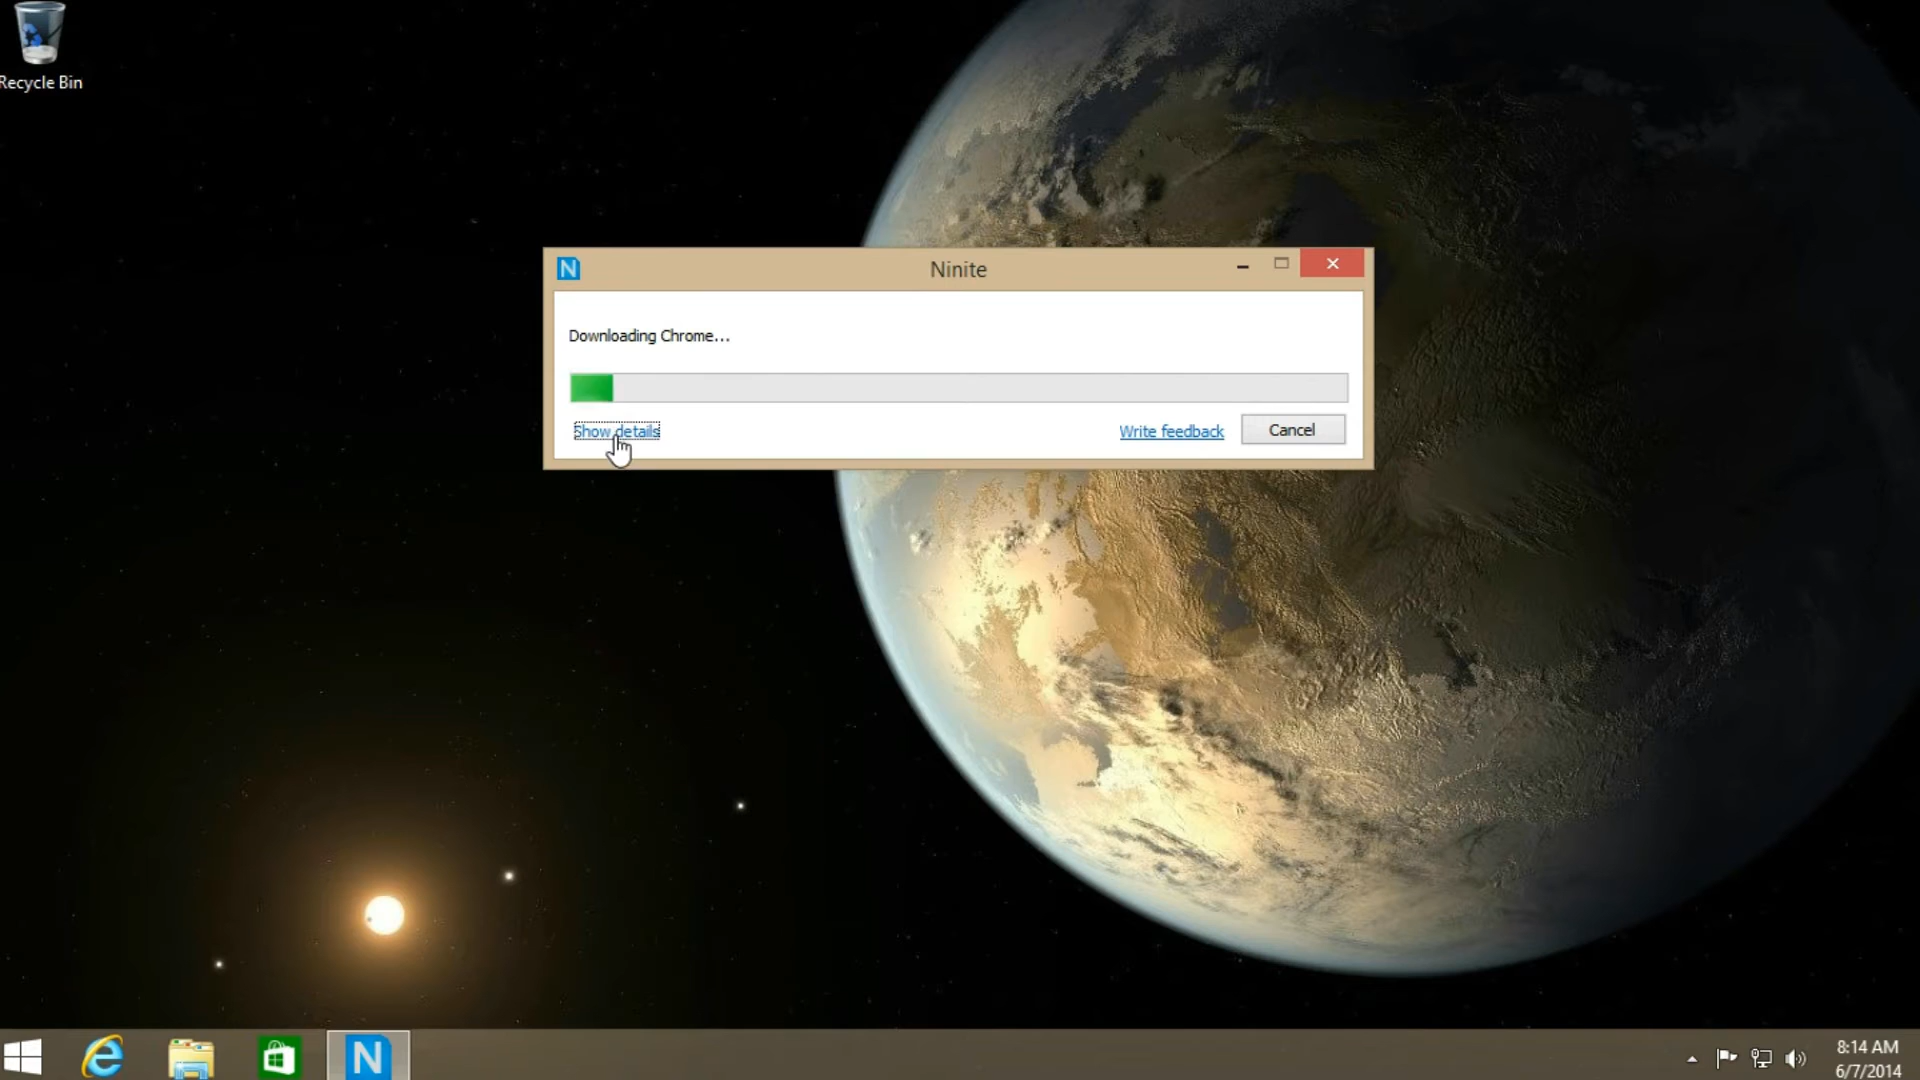 Recycle Bin
N
Ninite
Downloading Chrome...
Show details
Write feedback
Cancel
N
8:14 AM
6/7/2014